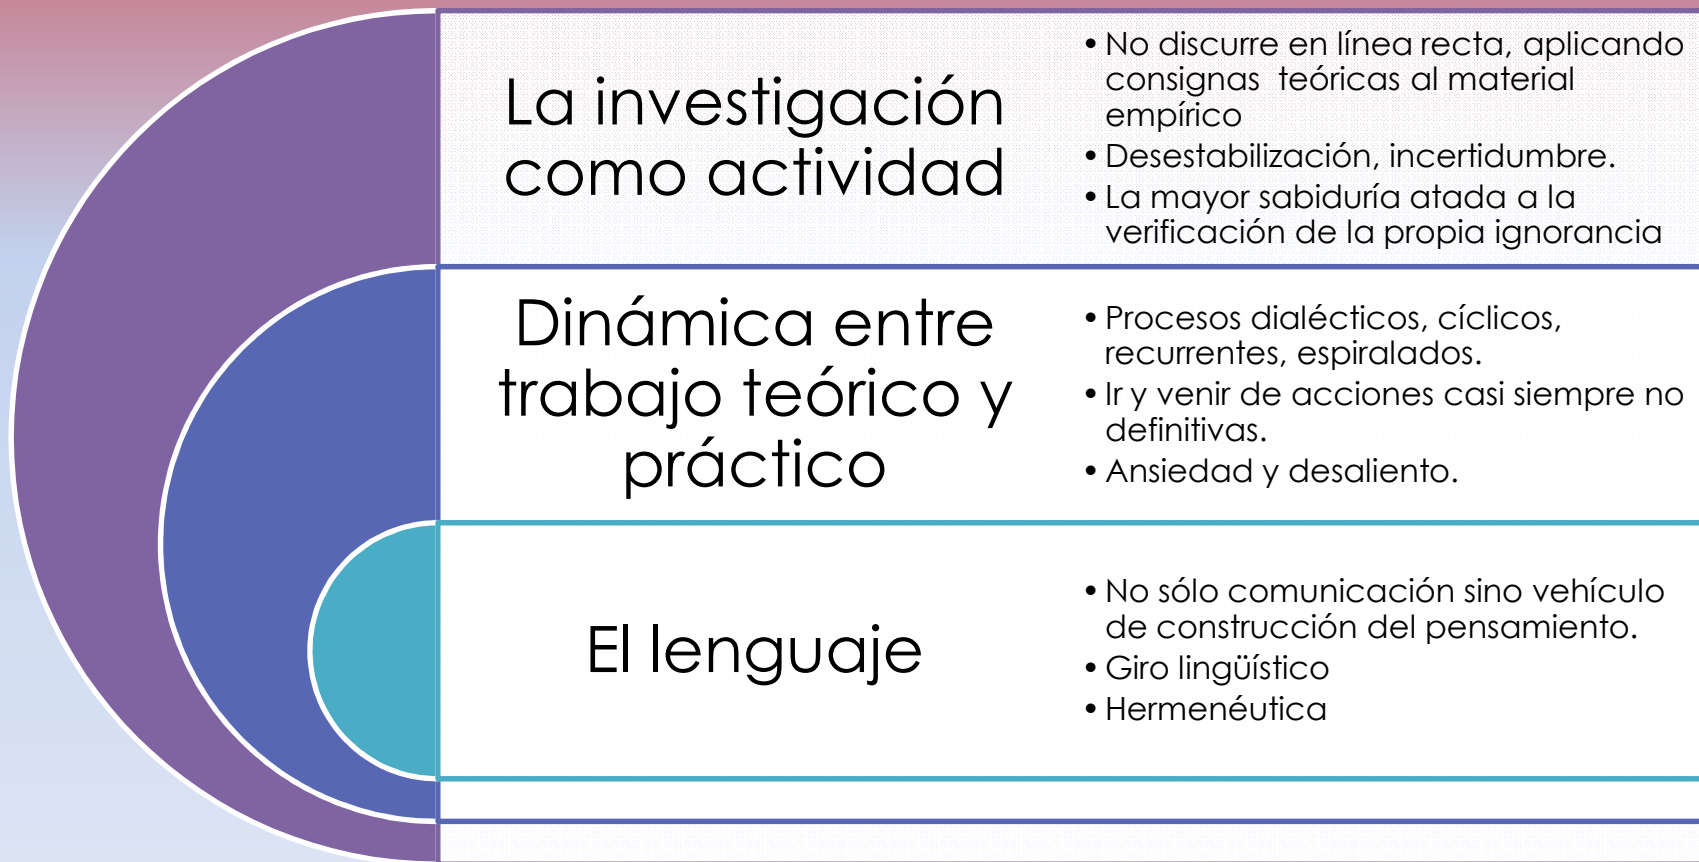 La investigación
como actividad
• No discurre en línea recta, aplicando
consignas teóricas al material
empírico
• Desestabilización, incertidumbre.
• La mayor sabiduría atada a la
verificación de la propia ignorancia
Dinámica entre
trabajo teórico y
práctico
• Procesos dialécticos, cíclicos,
recurrentes, espiralados.
• Ir y venir de acciones casi siempre no
definitivas.
• Ansiedad y desaliento.
El lenguaje
• No sólo comunicación sino vehículo
de construcción del pensamiento.
• Giro lingüístico
• Hermenéutica